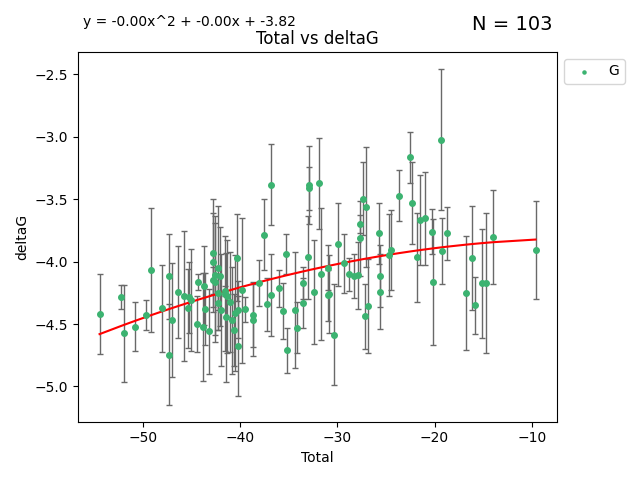 y = -0.00x^2 + -0.00x + -3.82
N = 103
Total vs deltaG
G
deltaG
−2.5
−3.0
−3.5
−4.0
−4.5
−5.0
−50 −40 −30 −20 −10
Total